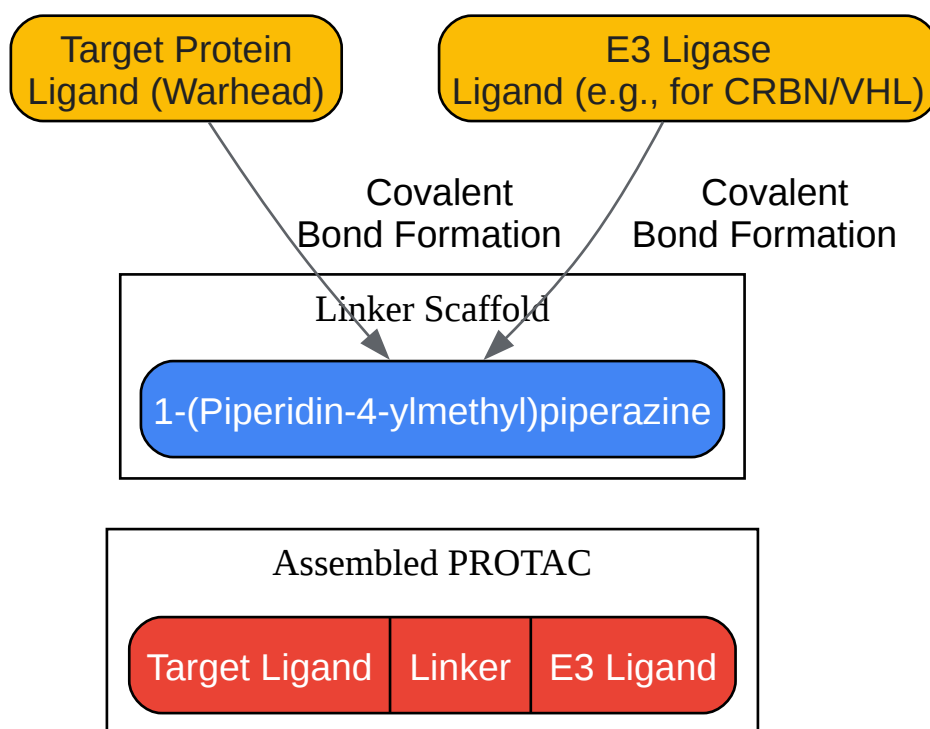 Target Protein
Ligand (Warhead)
E3 Ligase
Ligand (e.g., for CRBN/VHL)
Covalent
Bond Formation
Covalent
Bond Formation
Linker Scaffold
1-(Piperidin-4-ylmethyl)piperazine
Assembled PROTAC
Target Ligand
Linker
E3 Ligand